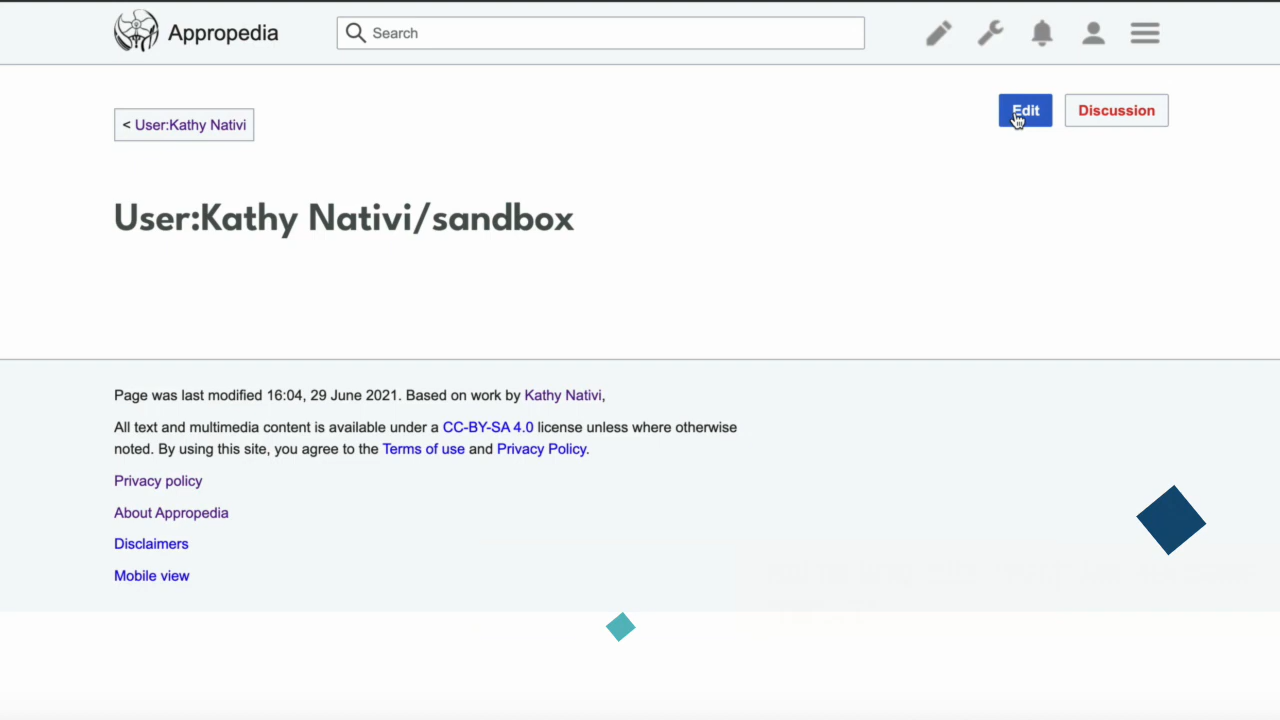 Appropedia
Search
< User:Kathy Nativi
Edit
Discussion
User:Kathy Nativi/sandbox
Page was last modified 16:04, 29 June 2021. Based on work by Kathy Nativi,
All text and multimedia content is available under a CC-BY-SA 4.0 license unless where otherwise
noted. By using this site, you agree to the Terms of use and Privacy Policy.
Privacy policy
About Appropedia
Disclaimers
Mobile view